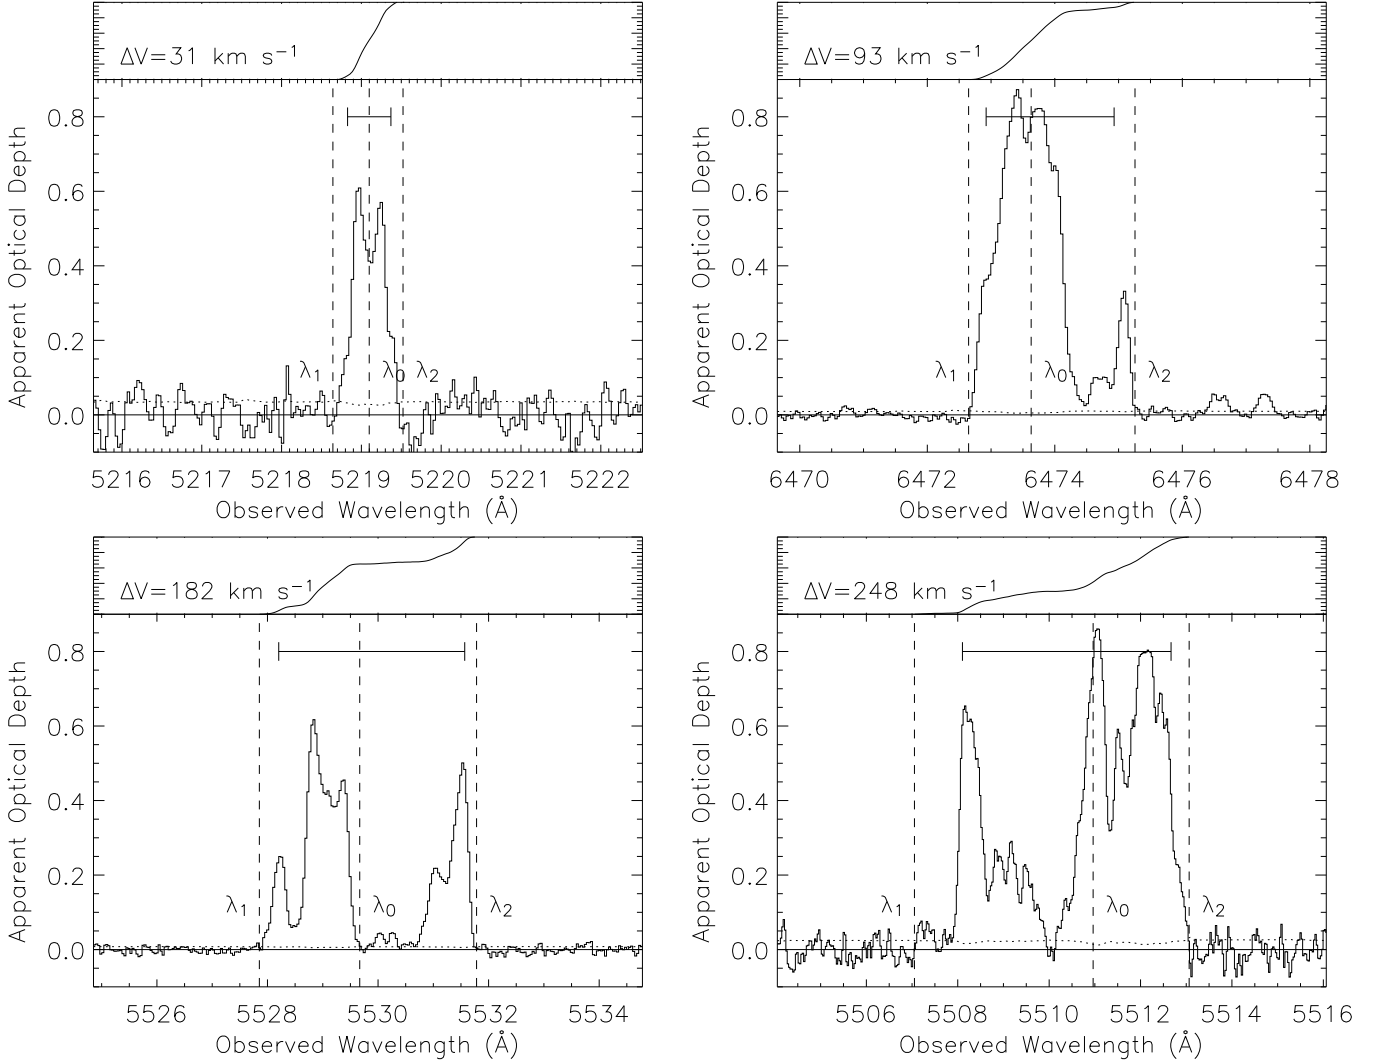 ΔV=31 km s⁻¹
Apparent Optical Depth
0.8
0.6
0.4
0.2
0.0
λ₁ λ₀ λ₂
5216 5217 5218 5219 5220 5221 5222
Observed Wavelength (Å)
ΔV=93 km s⁻¹
Apparent Optical Depth
0.8
0.6
0.4
0.2
0.0
λ₁ λ₀ λ₂
6470 6472 6474 6476 6478
Observed Wavelength (Å)
ΔV=182 km s⁻¹
Apparent Optical Depth
0.8
0.6
0.4
0.2
0.0
λ₁ λ₀ λ₂
5526 5528 5530 5532 5534
Observed Wavelength (Å)
ΔV=248 km s⁻¹
Apparent Optical Depth
0.8
0.6
0.4
0.2
0.0
λ₁ λ₀ λ₂
5506 5508 5510 5512 5514 5516
Observed Wavelength (Å)